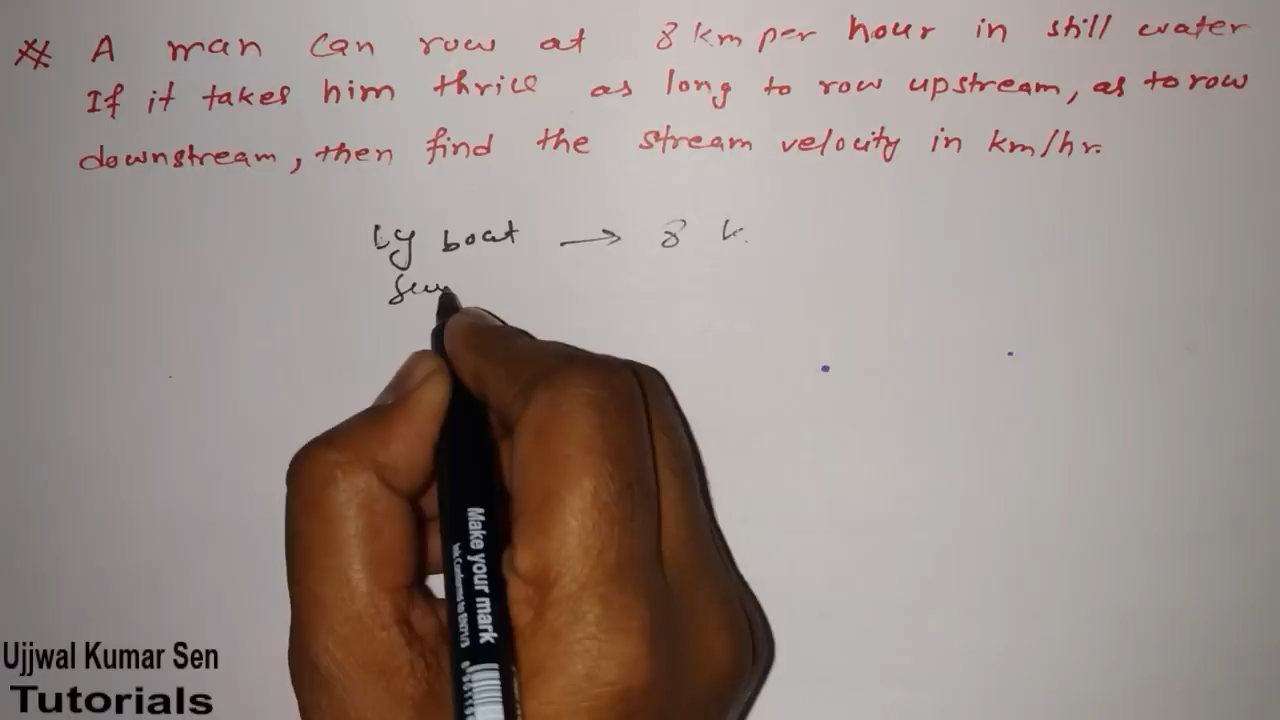 ※ A man can row at 8 km per hour in still water
If it takes him thrice as long to row upstream, as to row
downstream, then find the stream velocity in km/hr.
boat → 8 k
Make your mark
Ujjwal Kumar Sen
Tutorials